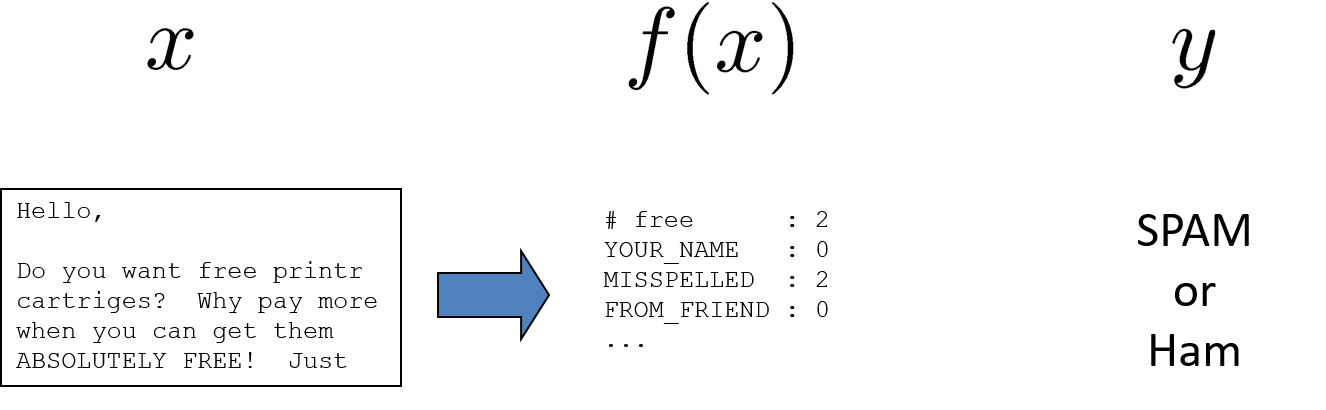 x
f(x)
y
Hello,
Do you want free printr
cartriges?  Why pay more
when you can get them
ABSOLUTELY FREE!  Just
# free      : 2
YOUR_NAME   : 0
MISSPELLED  : 2
FROM_FRIEND : 0
...
SPAM
or
Ham